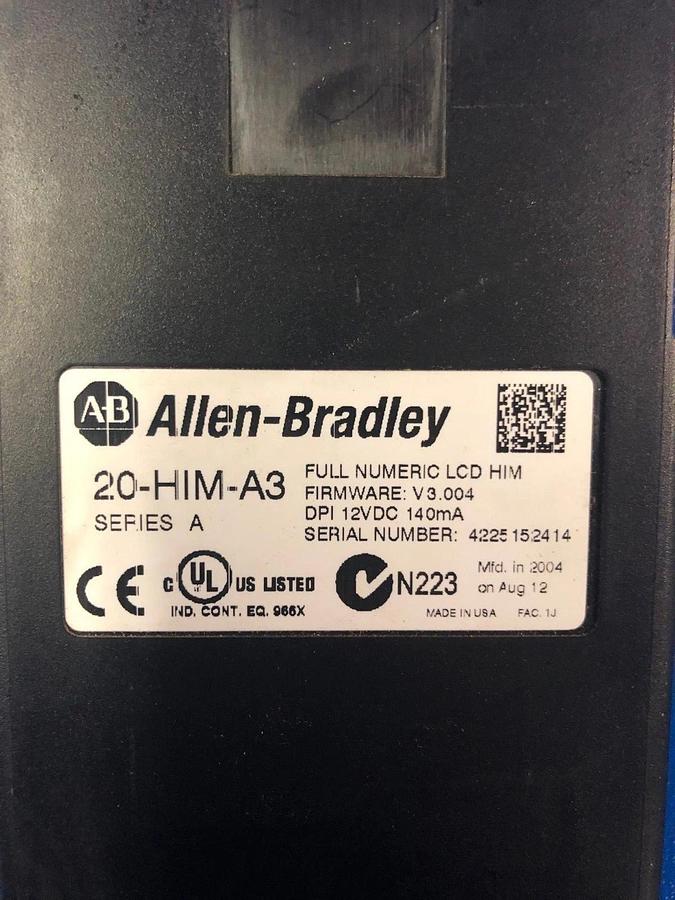 A-B Allen-Bradley
20-HIM-A3
SERIES A
FULL NUMERIC LCD HIM
FIRMWARE: V3.004
DPI 12VDC 140mA
SERIAL NUMBER: 4225152414
CE
C UL US LISTED
IND. CONT. EQ. 966X
N223
Mfd. in 2004
on Aug 12
MADE IN USA FAC. 1J